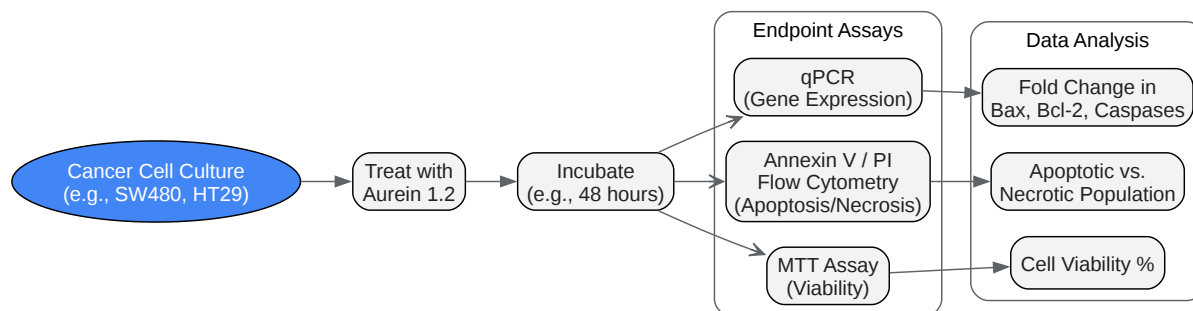 Cancer Cell Culture
(e.g., SW480, HT29)
Treat with
Aurein 1.2
Incubate
(e.g., 48 hours)
Endpoint Assays
qPCR
(Gene Expression)
Annexin V / PI
Flow Cytometry
(Apoptosis/Necrosis)
MTT Assay
(Viability)
Data Analysis
Fold Change in
Bax, Bcl-2, Caspases
Apoptotic vs.
Necrotic Population
Cell Viability %